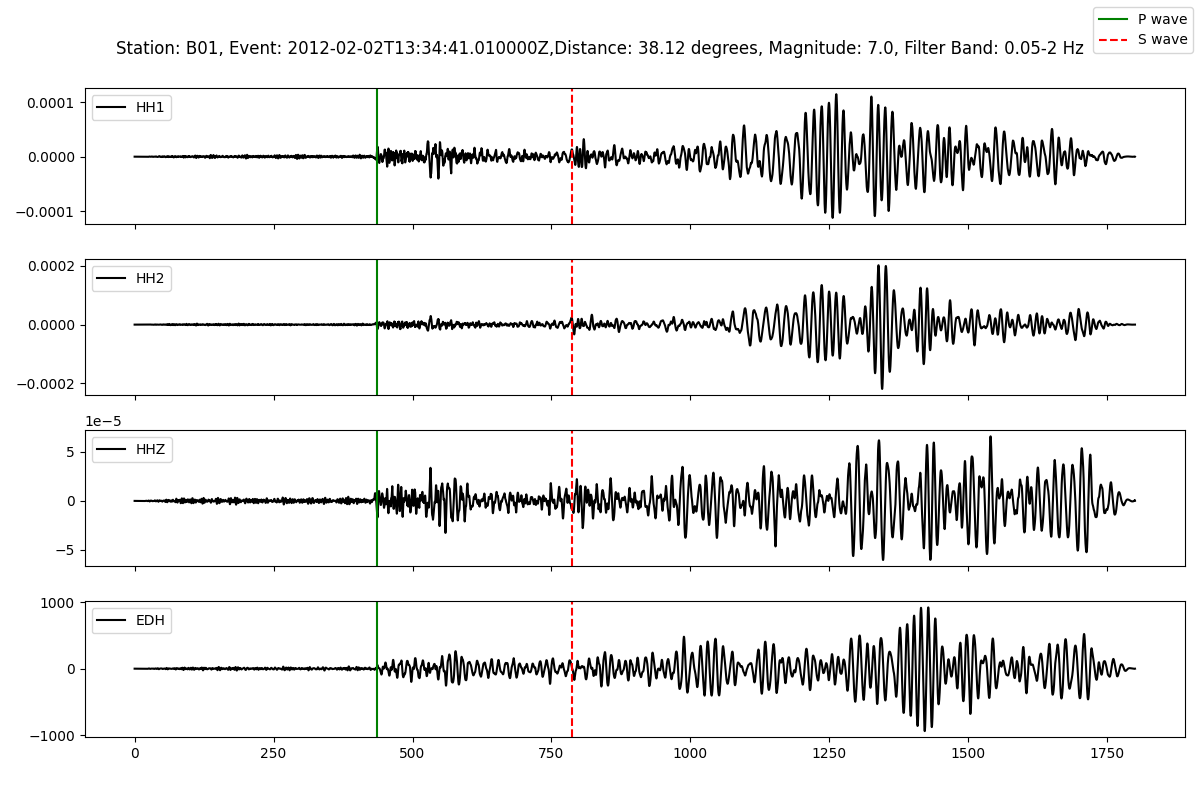 P wave
S wave
Station: B01, Event: 2012-02-02T13:34:41.010000Z,Distance: 38.12 degrees, Magnitude: 7.0, Filter Band: 0.05-2 Hz
HH1
0.0001
0.0000
−0.0001
HH2
0.0002
0.0000
−0.0002
1e−5
HHZ
5
0
−5
EDH
1000
0
−1000
0 250 500 750 1000 1250 1500 1750